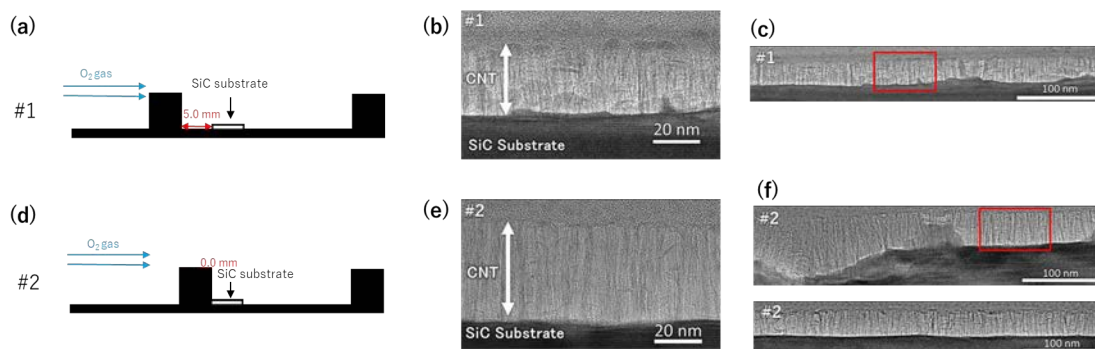 (a)
O₂ gas
SiC substrate
#1
5.0 mm
(b)
#1
CNT
20 nm
SiC Substrate
(c)
#1
100 nm
(d)
O₂ gas
0.0 mm
SiC substrate
#2
(e)
#2
CNT
SiC Substrate
20 nm
(f)
#2
100 nm
#2
100 nm